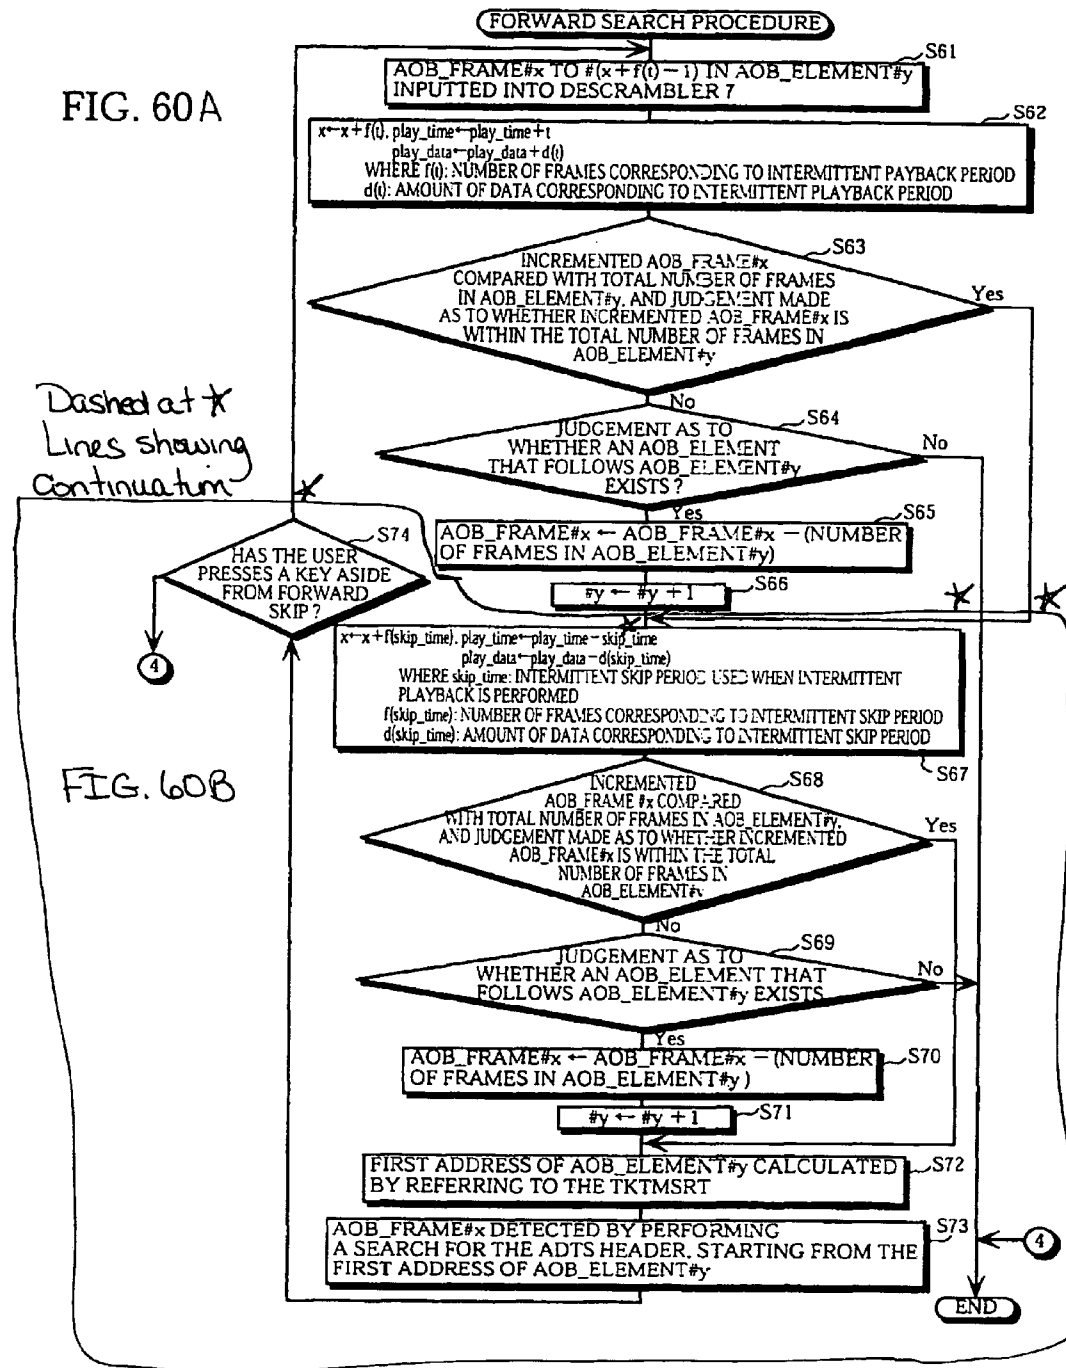 FORWARD SEARCH PROCEDURE
S61
AOB_FRAME#x TO #(x+f(t)-1) IN AOB_ELEMENT#y
INPUTTED INTO DESCRAMBLER 7
FIG. 60A
S62
x←x+f(t), play_time←play_time+t
play_data←play_data+d(t)
WHERE f(t): NUMBER OF FRAMES CORRESPONDING TO INTERMITTENT PAYBACK PERIOD
d(t): AMOUNT OF DATA CORRESPONDING TO INTERMITTENT PLAYBACK PERIOD
S63
INCREMENTED AOB_FRAME#x
COMPARED WITH TOTAL NUMBER OF FRAMES
IN AOB_ELEMENT#y, AND JUDGEMENT MADE
AS TO WHETHER INCREMENTED AOB_FRAME#x IS
WITHIN THE TOTAL NUMBER OF FRAMES IN
AOB_ELEMENT#y
Yes
No
Dashed at *
Lines showing
Continuation
*
S64
JUDGEMENT AS TO
WHETHER AN AOB_ELEMENT
THAT FOLLOWS AOB_ELEMENT#y
EXISTS ?
No
Yes
S65
AOB_FRAME#x ← AOB_FRAME#x - (NUMBER
OF FRAMES IN AOB_ELEMENT#y)
S66
#y ← #y + 1
* *
S74
HAS THE USER
PRESSES A KEY ASIDE
FROM FORWARD
SKIP ?
4
*
x←x+f(skip_time), play_time←play_time-skip_time
play_data←play_data-d(skip_time)
WHERE skip_time: INTERMITTENT SKIP PERIOD USED WHEN INTERMITTENT
PLAYBACK IS PERFORMED
f(skip_time): NUMBER OF FRAMES CORRESPONDING TO INTERMITTENT SKIP PERIOD
d(skip_time): AMOUNT OF DATA CORRESPONDING TO INTERMITTENT SKIP PERIOD
S67
FIG. 60B
S68
INCREMENTED
AOB_FRAME #x COMPARED
WITH TOTAL NUMBER OF FRAMES IN AOB_ELEMENT#y,
AND JUDGEMENT MADE AS TO WHETHER INCREMENTED
AOB_FRAME#x IS WITHIN THE TOTAL
NUMBER OF FRAMES IN
AOB_ELEMENT#y
Yes
No
S69
JUDGEMENT AS TO
WHETHER AN AOB_ELEMENT THAT
FOLLOWS AOB_ELEMENT#y EXISTS
No
Yes
S70
AOB_FRAME#x ← AOB_FRAME#x - (NUMBER
OF FRAMES IN AOB_ELEMENT#y )
S71
#y ← #y + 1
S72
FIRST ADDRESS OF AOB_ELEMENT#y CALCULATED
BY REFERRING TO THE TKTMSRT
S73
AOB_FRAME#x DETECTED BY PERFORMING
A SEARCH FOR THE ADTS HEADER, STARTING FROM THE
FIRST ADDRESS OF AOB_ELEMENT#y
4
END